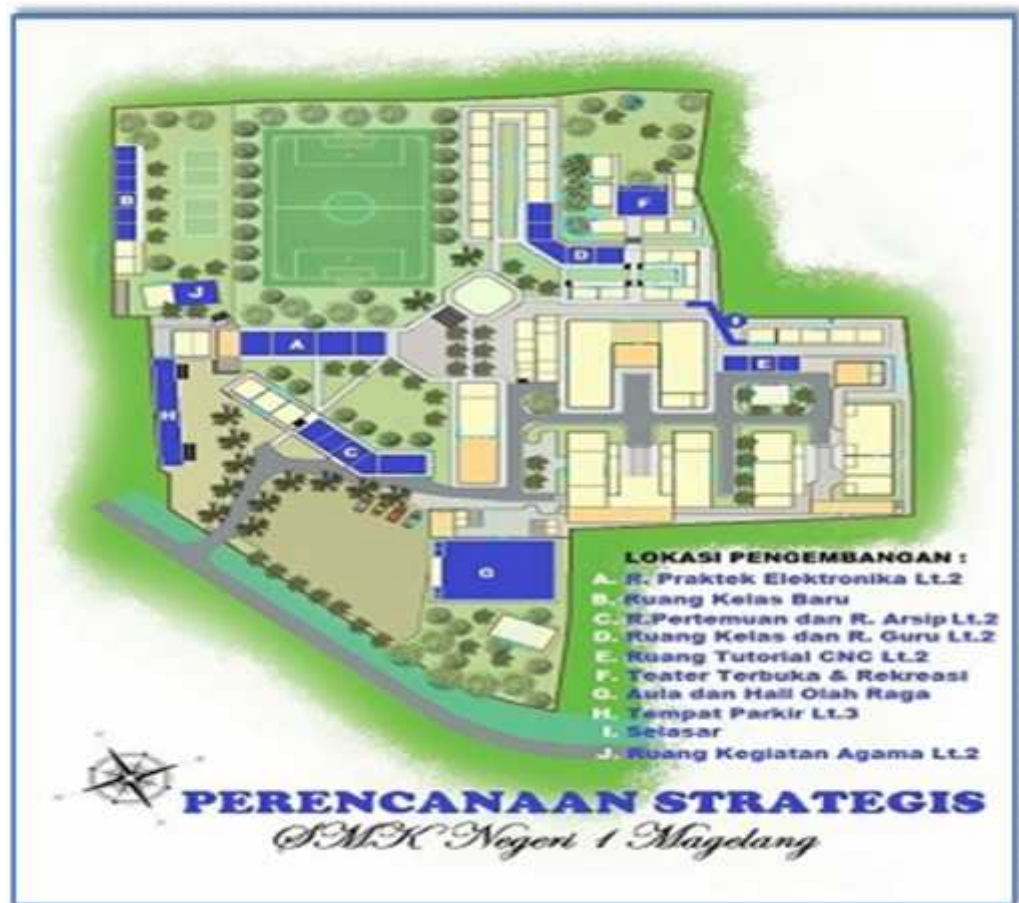 B
F
D
J
I
A
E
H
C
G
LOKASI PENGEMBANGAN :
A. R. Praktek Elektronika Lt.2
B. Ruang Kelas Baru
C. R.Pertemuan dan R. Arsip Lt.2
D. Ruang Kelas dan R. Guru Lt.2
E. Ruang Tutorial CNC Lt.2
F. Teater Terbuka & Rekreasi
G. Aula dan Hall Olah Raga
H. Tempat Parkir Lt.3
I. Selasar
J. Ruang Kegiatan Agama Lt.2
PERENCANAAN STRATEGIS
SMK Negeri 1 Magelang